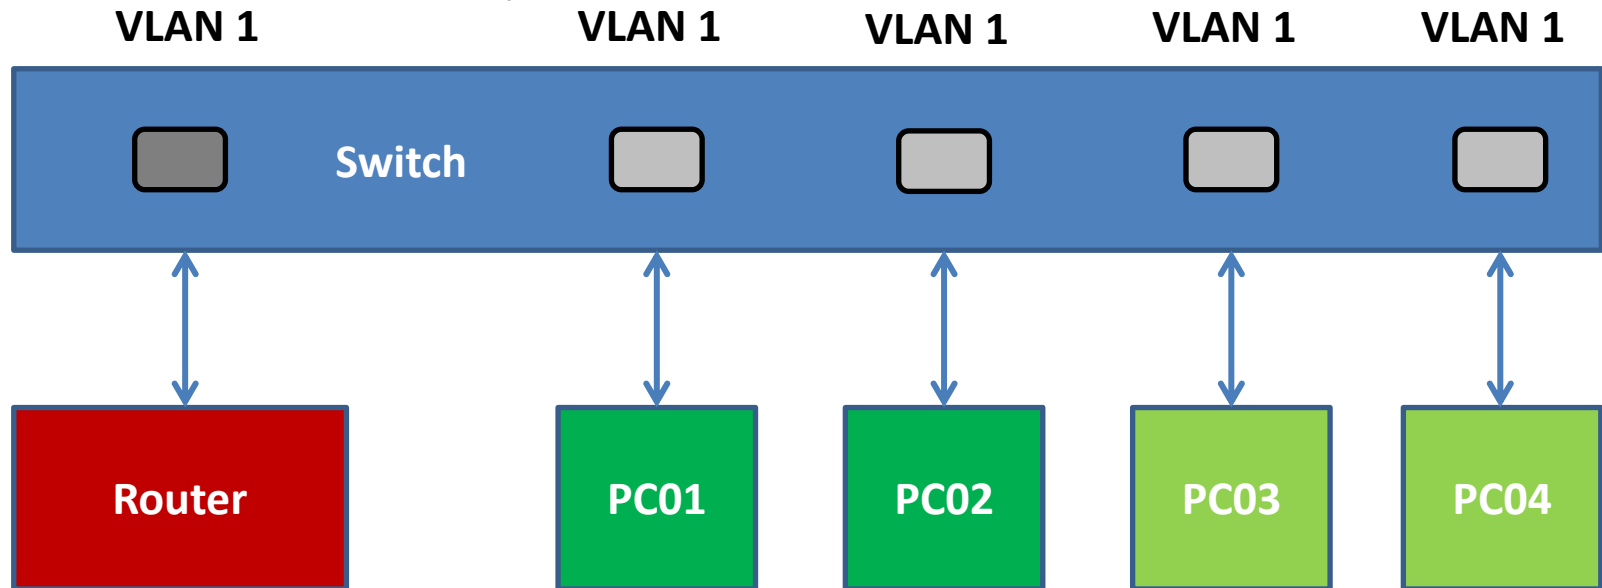 VLAN 1 VLAN 1 VLAN 1 VLAN 1 VLAN 1
Switch
Router PC01 PC02 PC03 PC04